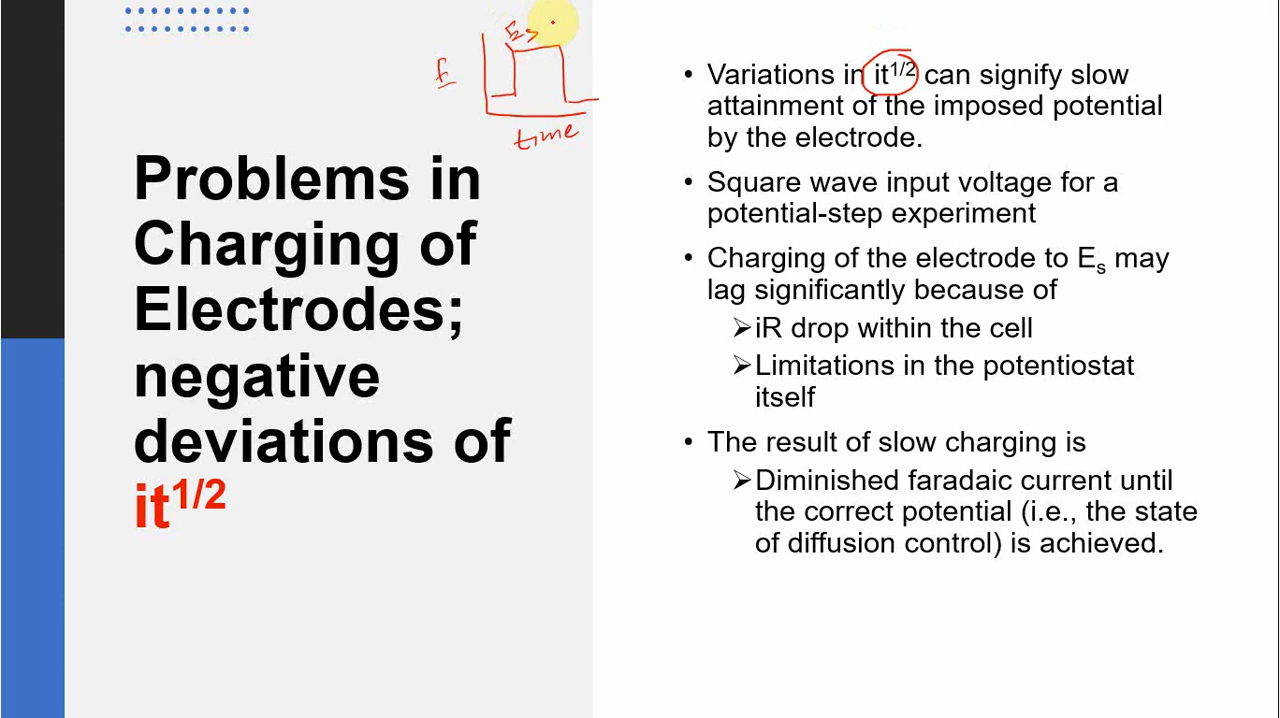 E
Es
time
Problems in
Charging of
Electrodes;
negative
deviations of
it¹/²
• Variations in it¹/² can signify slow
attainment of the imposed potential
by the electrode.
• Square wave input voltage for a
potential-step experiment
• Charging of the electrode to Eₛ may
lag significantly because of
➢iR drop within the cell
➢Limitations in the potentiostat
itself
• The result of slow charging is
➢Diminished faradaic current until
the correct potential (i.e., the state
of diffusion control) is achieved.